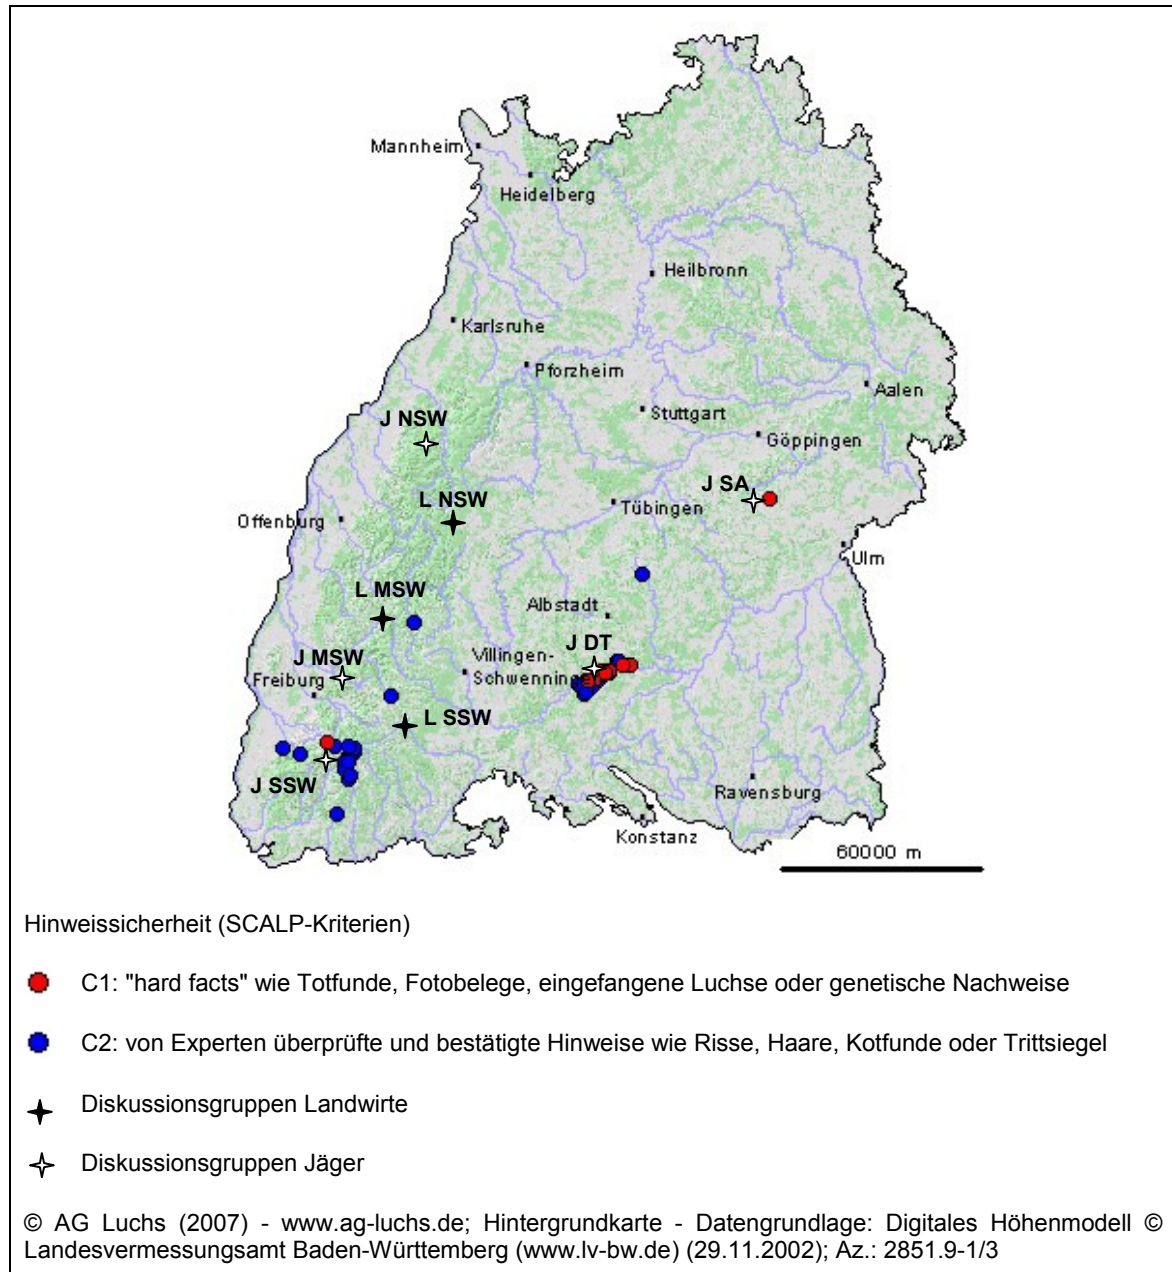 Mannheim
Heidelberg
Heilbronn
Karlsruhe
Pforzheim
Aalen
Stuttgart
J NSW
Göppingen
J SA
L NSW
Tübingen
Offenburg
Ulm
L MSW
Albstadt
J DT
J MSW
Villingen-
Schwenningen
Freiburg
L SSW
J SSW
Ravensburg
Konstanz
60000 m
Hinweissicherheit (SCALP-Kriterien)
C1: "hard facts" wie Totfunde, Fotobelege, eingefangene Luchse oder genetische Nachweise
C2: von Experten überprüfte und bestätigte Hinweise wie Risse, Haare, Kotfunde oder Trittsiegel
Diskussionsgruppen Landwirte
Diskussionsgruppen Jäger
© AG Luchs (2007) - www.ag-luchs.de; Hintergrundkarte - Datengrundlage: Digitales Höhenmodell ©
Landesvermessungsamt Baden-Württemberg (www.lv-bw.de) (29.11.2002); Az.: 2851.9-1/3